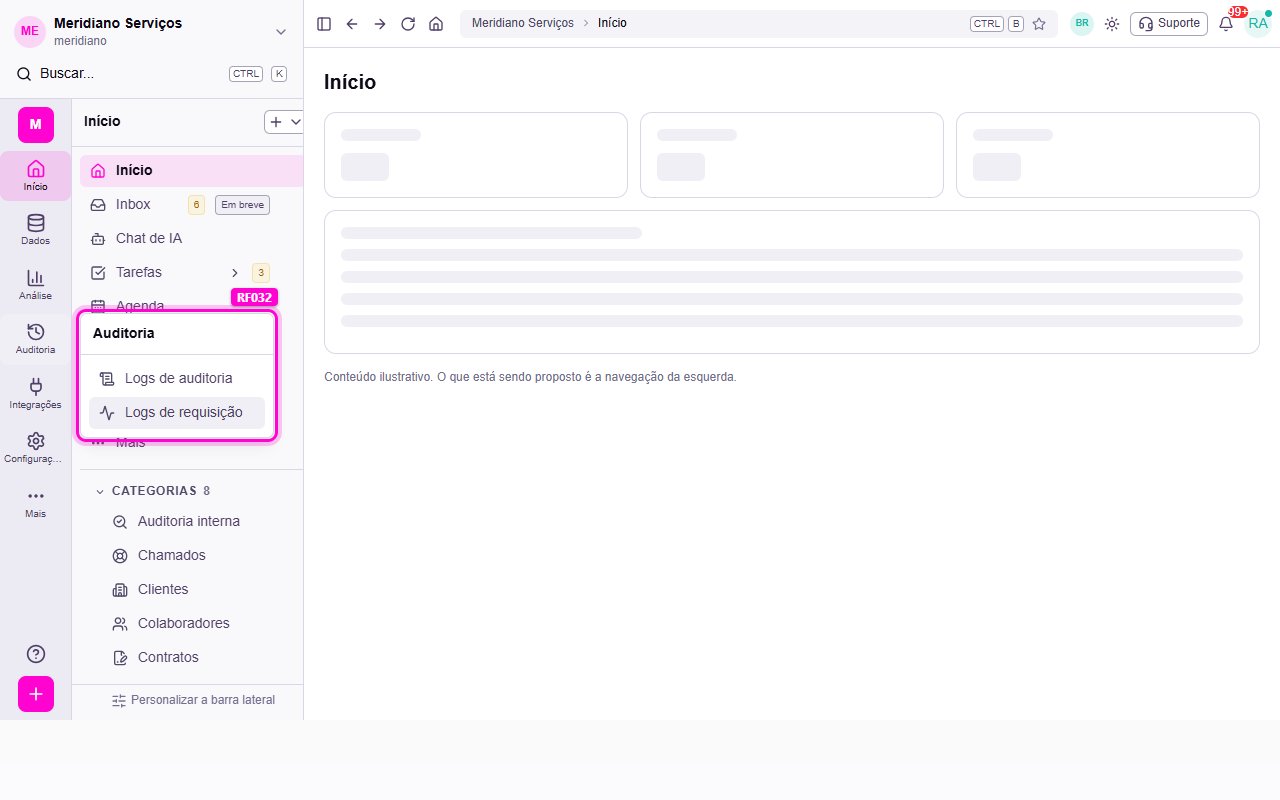 ME
Meridiano Serviços
meridiano
Buscar...
CTRL K
Meridiano Serviços > Início
CTRL B
BR
Suporte
99+
RA
M
Início
Dados
Análise
Auditoria
Integrações
Configuraç...
Mais
Início
Início
Inbox 6 Em breve
Chat de IA
Tarefas 3
Agenda
RF032
Auditoria
Logs de auditoria
Logs de requisição
Mais
CATEGORIAS 8
Auditoria interna
Chamados
Clientes
Colaboradores
Contratos
Personalizar a barra lateral
Início
Conteúdo ilustrativo. O que está sendo proposto é a navegação da esquerda.